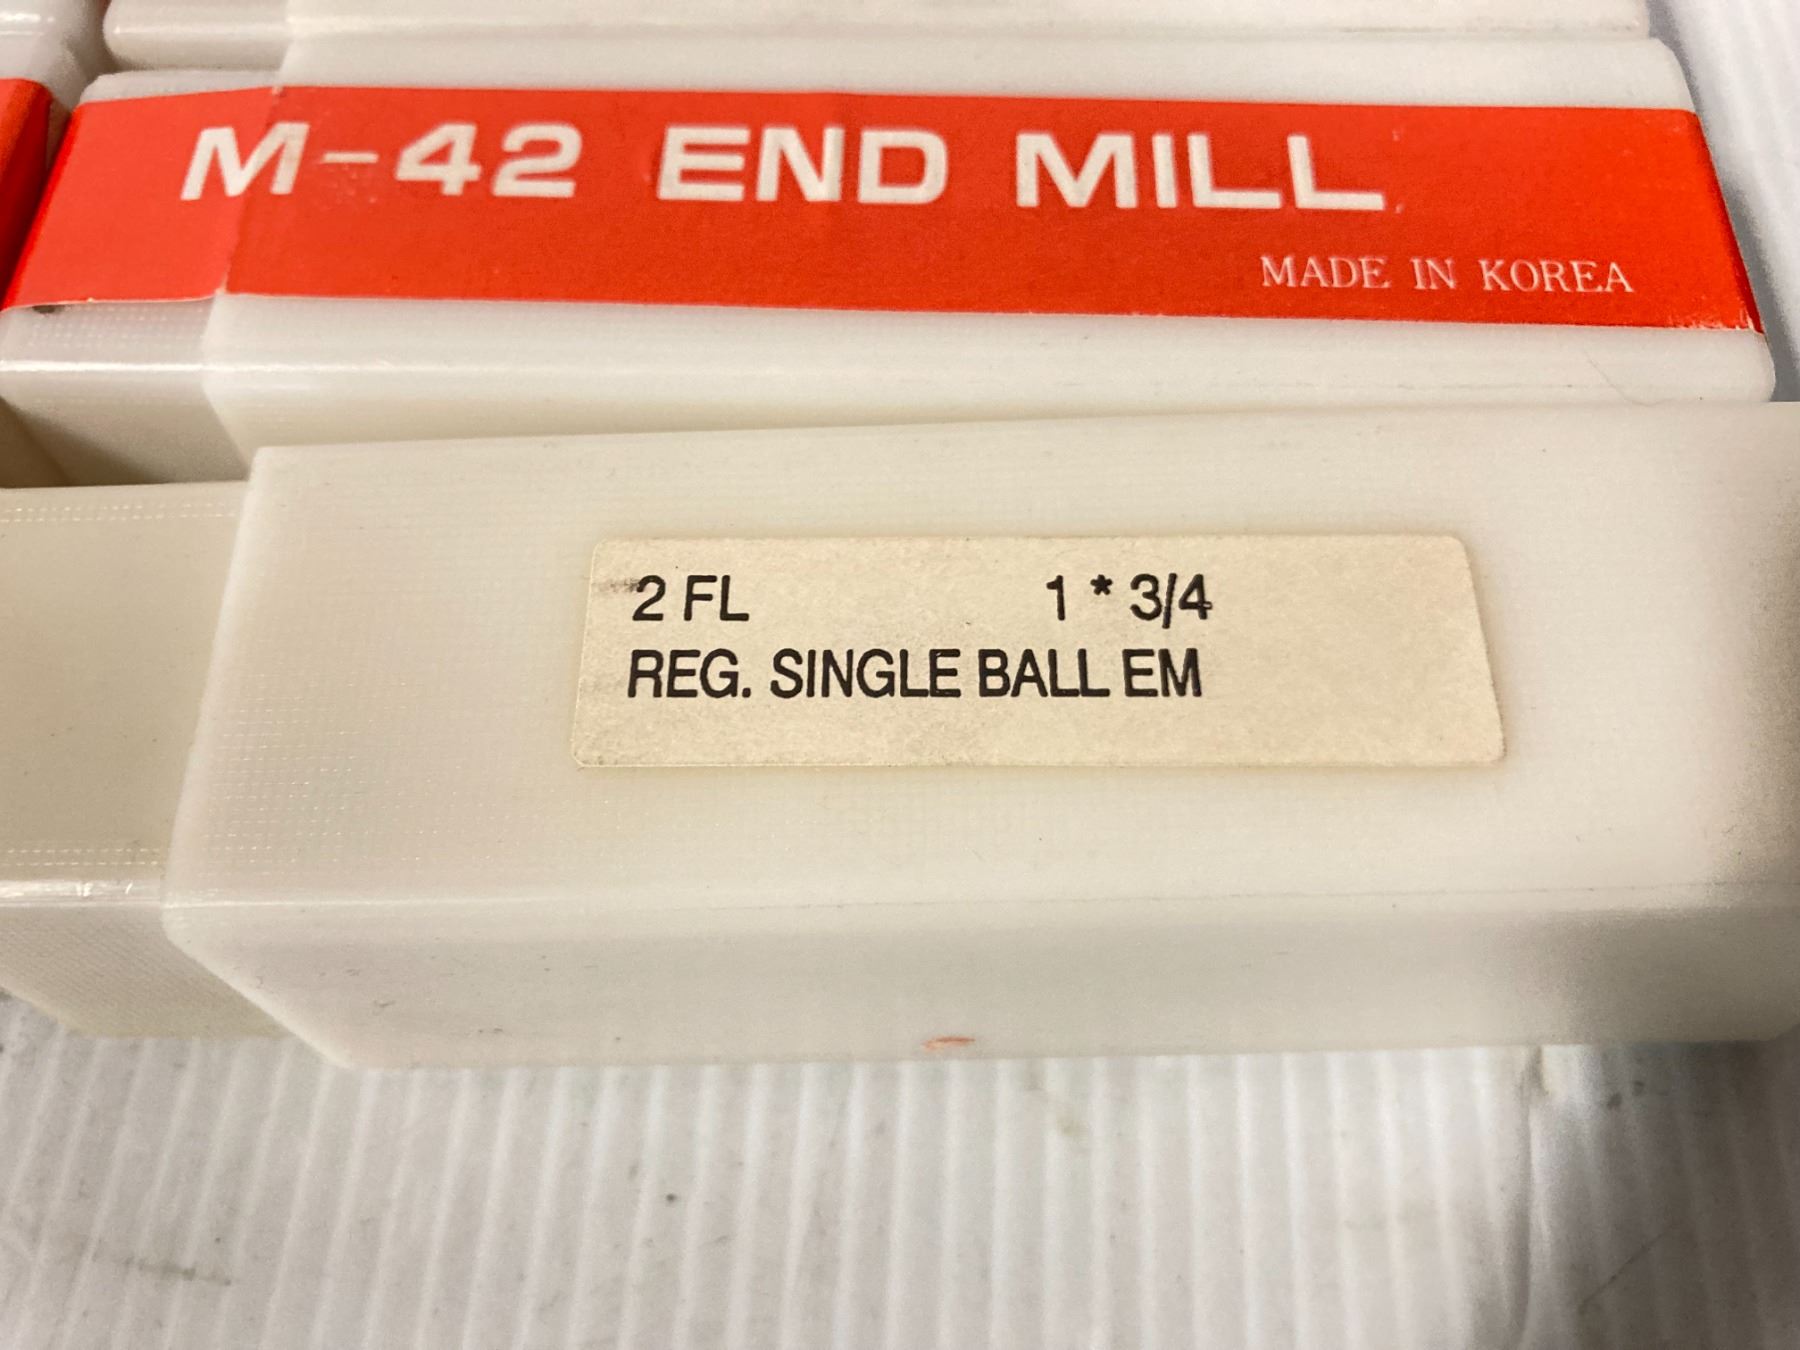 M-42 END MILL
MADE IN KOREA
2 FL 1 * 3/4
REG. SINGLE BALL EM